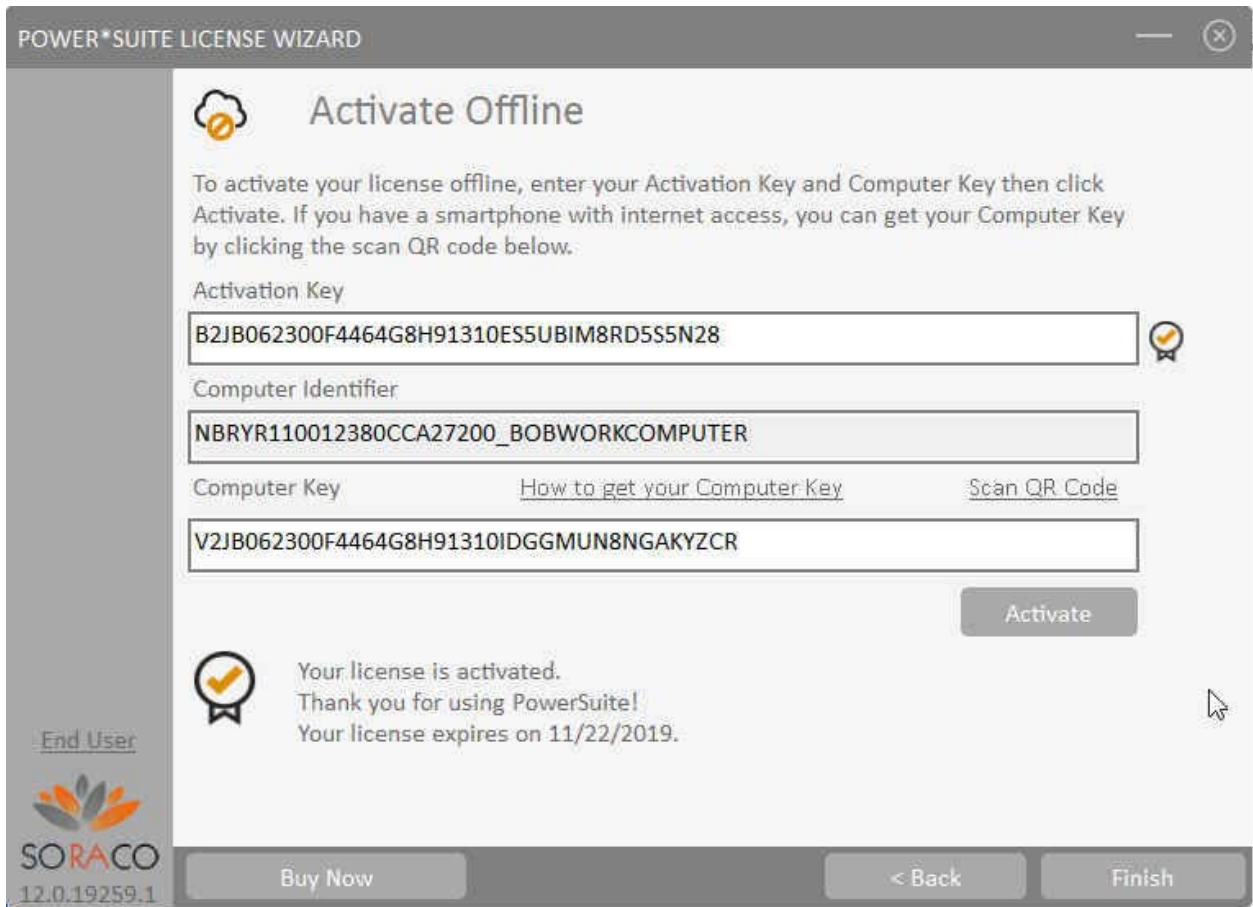 POWER*SUITE LICENSE WIZARD
Activate Offline
To activate your license offline, enter your Activation Key and Computer Key then click
Activate. If you have a smartphone with internet access, you can get your Computer Key
by clicking the scan QR code below.
Activation Key
B2JB062300F4464G8H91310ES5UBIM8RD5S5N28
Computer Identifier
NBRYR110012380CCA27200_BOBWORKCOMPUTER
Computer Key How to get your Computer Key Scan QR Code
V2JB062300F4464G8H91310IDGGMUN8NGAKYZCR
Activate
Your license is activated.
Thank you for using PowerSuite!
Your license expires on 11/22/2019.
End User
SORACO
12.0.19259.1
Buy Now < Back Finish